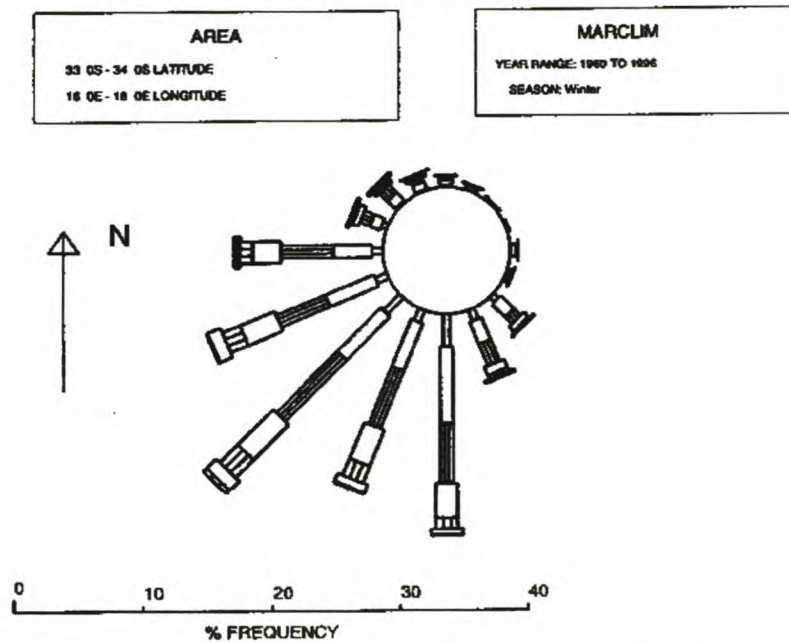 AREA
33 0S - 34 0S LATITUDE
16 0E - 18 0E LONGITUDE
MARCLIM
YEAR RANGE: 1960 TO 1996
SEASON: Winter
N
0 10 20 30 40
% FREQUENCY